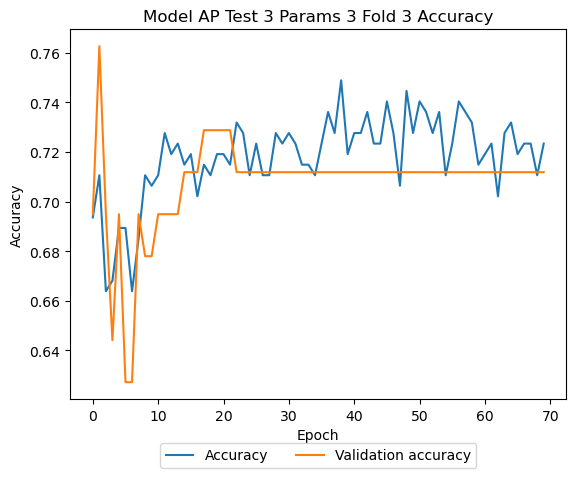 Model AP Test 3 Params 3 Fold 3 Accuracy
0.76
0.74
0.72
0.70
0.68
0.66
0.64
Accuracy
0 10 20 30 40 50 60 70
Epoch
Accuracy Validation accuracy